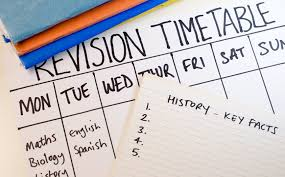 REVISION TIMETABLE
MON TUE WED THUR FRI SAT SUN
Maths English
Biology Spanish
History
HISTORY - KEY FACTS
1.
2.
3.
4.
5.